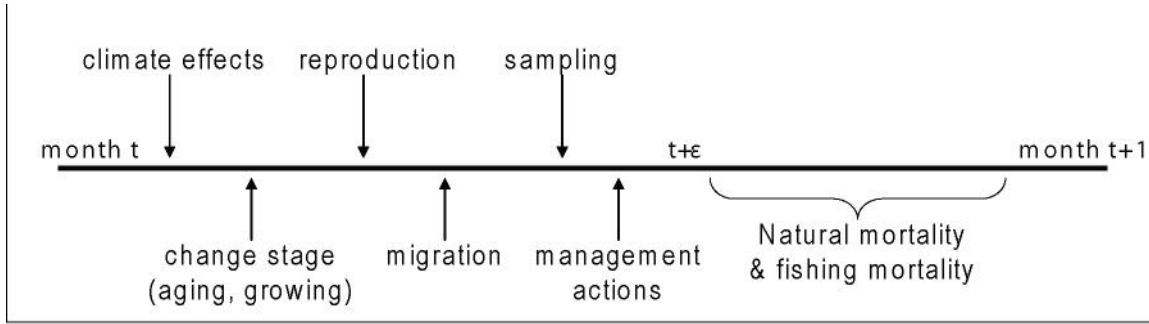 climate effects reproduction sampling
month t t+ε month t+1
change stage migration management Natural mortality
(aging, growing) actions & fishing mortality